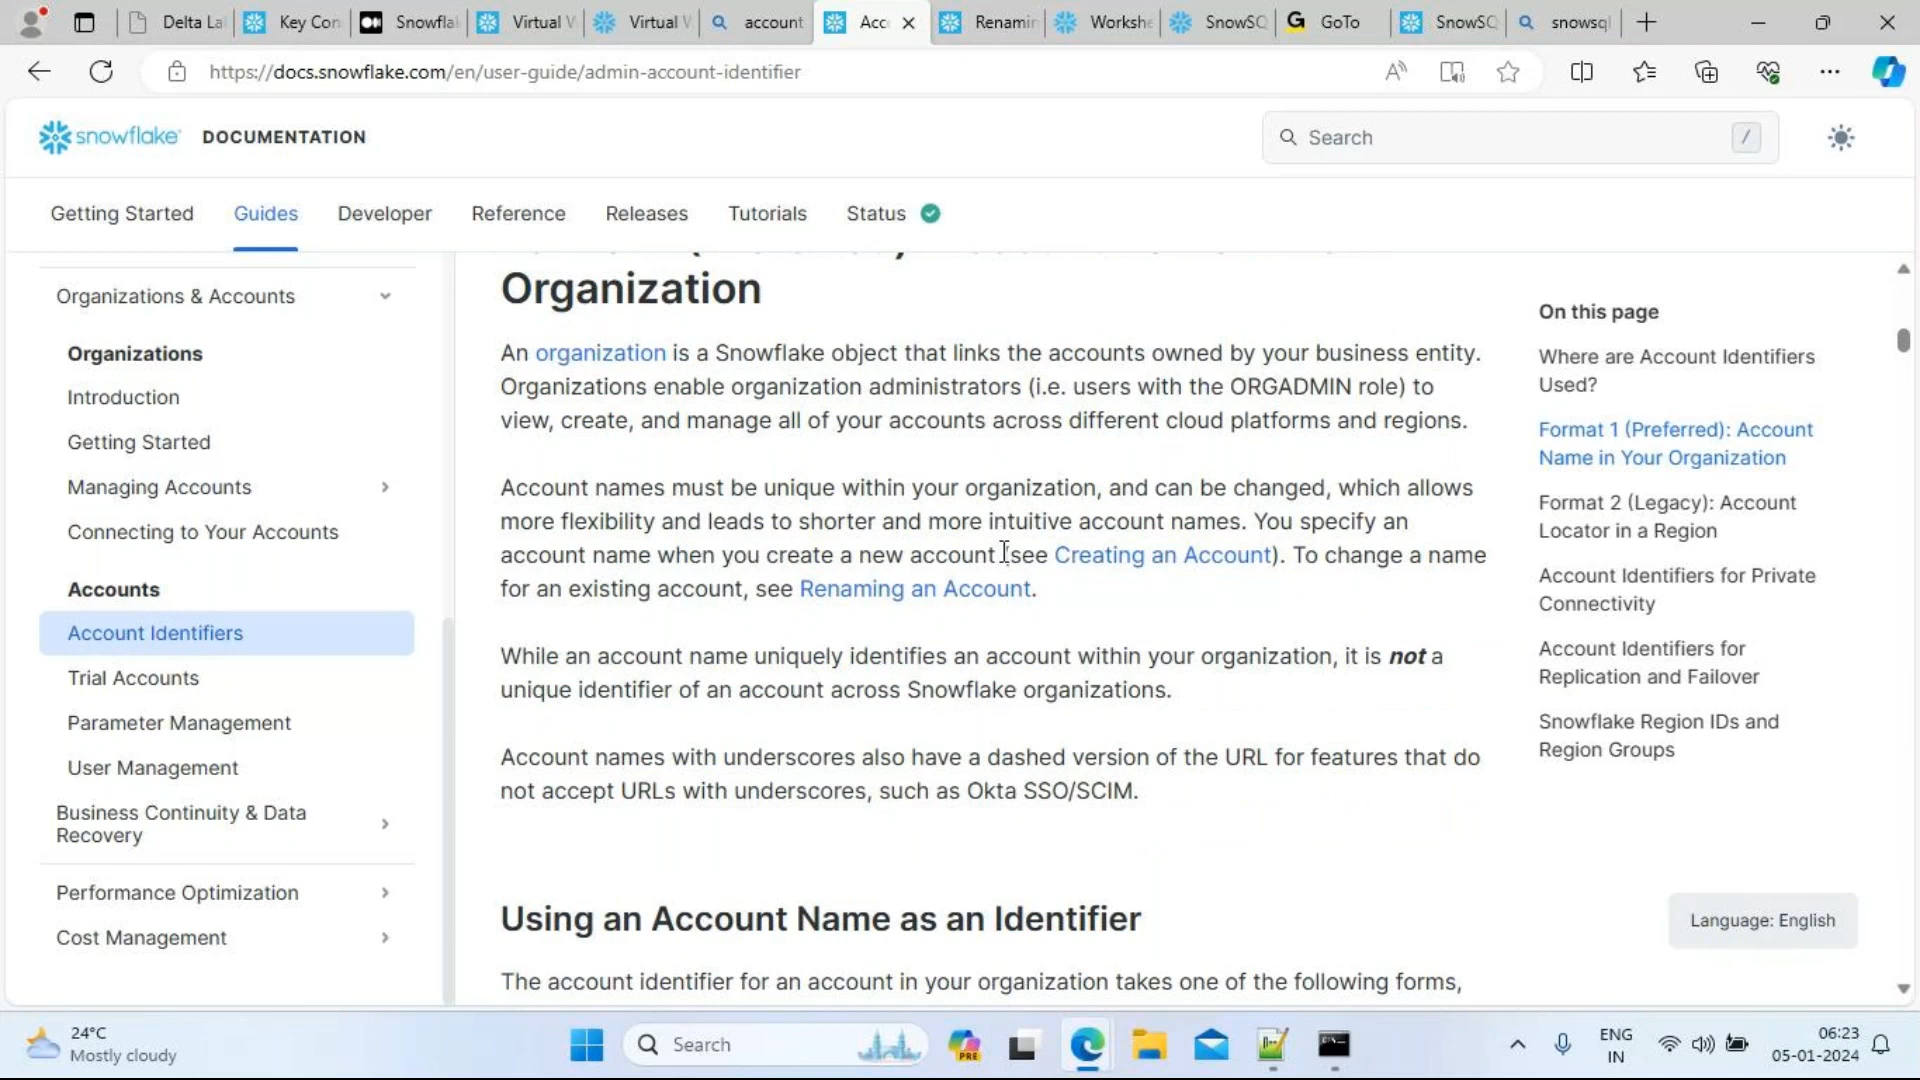 Delta La
Key Con
Snowflak
Virtual V
Virtual V
account
Acc
Renamin
Workshe
SnowSQ
G GoTo
SnowSQ
snowsql
https://docs.snowflake.com/en/user-guide/admin-account-identifier
snowflake DOCUMENTATION
Search /
Getting Started Guides Developer Reference Releases Tutorials Status
Organizations & Accounts
Organizations
Introduction
Getting Started
Managing Accounts
Connecting to Your Accounts
Accounts
Account Identifiers
Trial Accounts
Parameter Management
User Management
Business Continuity & Data
Recovery
Performance Optimization
Cost Management
Organization
An organization is a Snowflake object that links the accounts owned by your business entity.
Organizations enable organization administrators (i.e. users with the ORGADMIN role) to
view, create, and manage all of your accounts across different cloud platforms and regions.
Account names must be unique within your organization, and can be changed, which allows
more flexibility and leads to shorter and more intuitive account names. You specify an
account name when you create a new account (see Creating an Account). To change a name
for an existing account, see Renaming an Account.
While an account name uniquely identifies an account within your organization, it is not a
unique identifier of an account across Snowflake organizations.
Account names with underscores also have a dashed version of the URL for features that do
not accept URLs with underscores, such as Okta SSO/SCIM.
Using an Account Name as an Identifier
The account identifier for an account in your organization takes one of the following forms,
On this page
Where are Account Identifiers
Used?
Format 1 (Preferred): Account
Name in Your Organization
Format 2 (Legacy): Account
Locator in a Region
Account Identifiers for Private
Connectivity
Account Identifiers for
Replication and Failover
Snowflake Region IDs and
Region Groups
Language: English
24°C
Mostly cloudy
Search
PRE
ENG
IN
06:23
05-01-2024